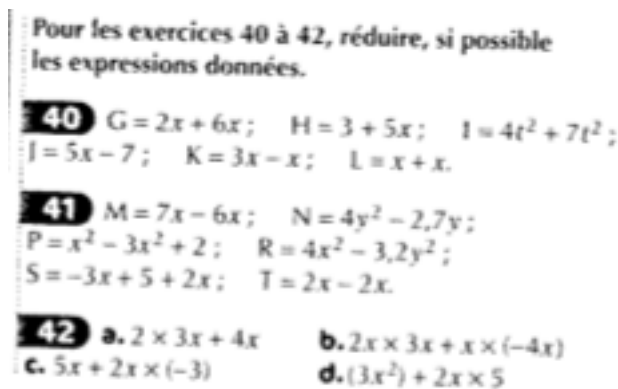 Pour les exercices 40 à 42, réduire, si possible
les expressions données.
40 G = 2x + 6x ; H = 3 + 5x ; I = 4t² + 7t² ;
J = 5x – 7 ; K = 3x – x ; L = x + x.
41 M = 7x – 6x ; N = 4y² – 2,7y ;
P = x² – 3x² + 2 ; R = 4x² – 3,2y² ;
S = –3x + 5 + 2x ; T = 2x – 2x.
42 a. 2 × 3x + 4x b. 2x × 3x + x × (–4x)
c. 5x + 2x × (–3) d. (3x²) + 2x × 5